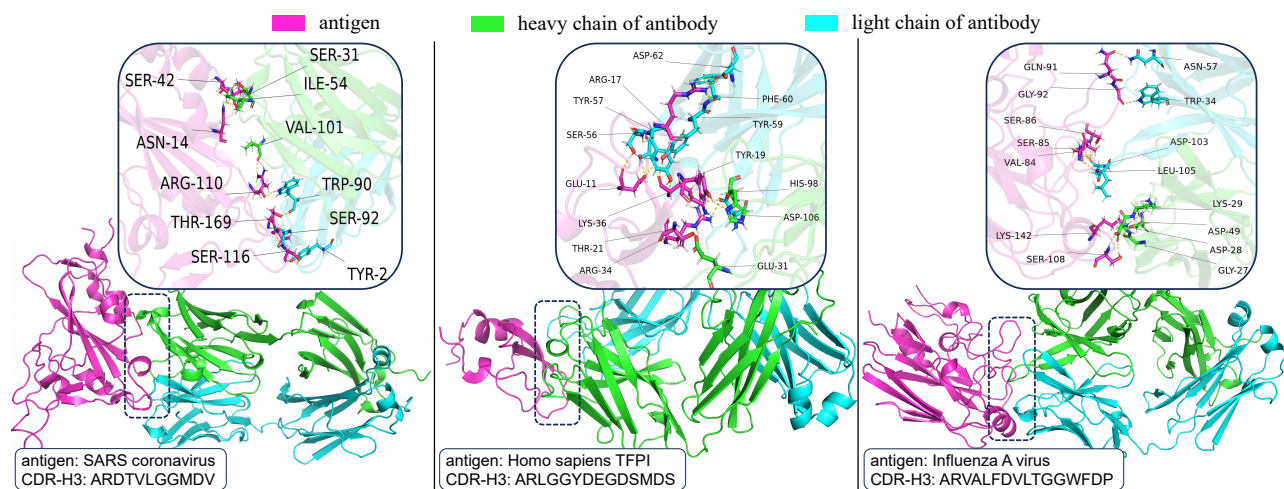 antigen
heavy chain of antibody
light chain of antibody
SER-42
SER-31
ILE-54
ASN-14
VAL-101
ARG-110
TRP-90
THR-169
SER-92
SER-116
TYR-2
antigen: SARS coronavirus
CDR-H3: ARDTVLGGMDV
ASP-62
ARG-17
TYR-57
PHE-60
SER-56
TYR-59
TYR-19
GLU-11
HIS-98
LYS-36
ASP-106
THR-21
ARG-34
GLU-31
antigen: Homo sapiens TFPI
CDR-H3: ARLGGYDEGDSMDS
GLN-91
ASN-57
GLY-92
TRP-34
SER-86
SER-85
ASP-103
VAL-84
LEU-105
LYS-29
LYS-142
ASP-49
ASP-28
SER-108
GLY-27
antigen: Influenza A virus
CDR-H3: ARVALFDVLTGGWFDP